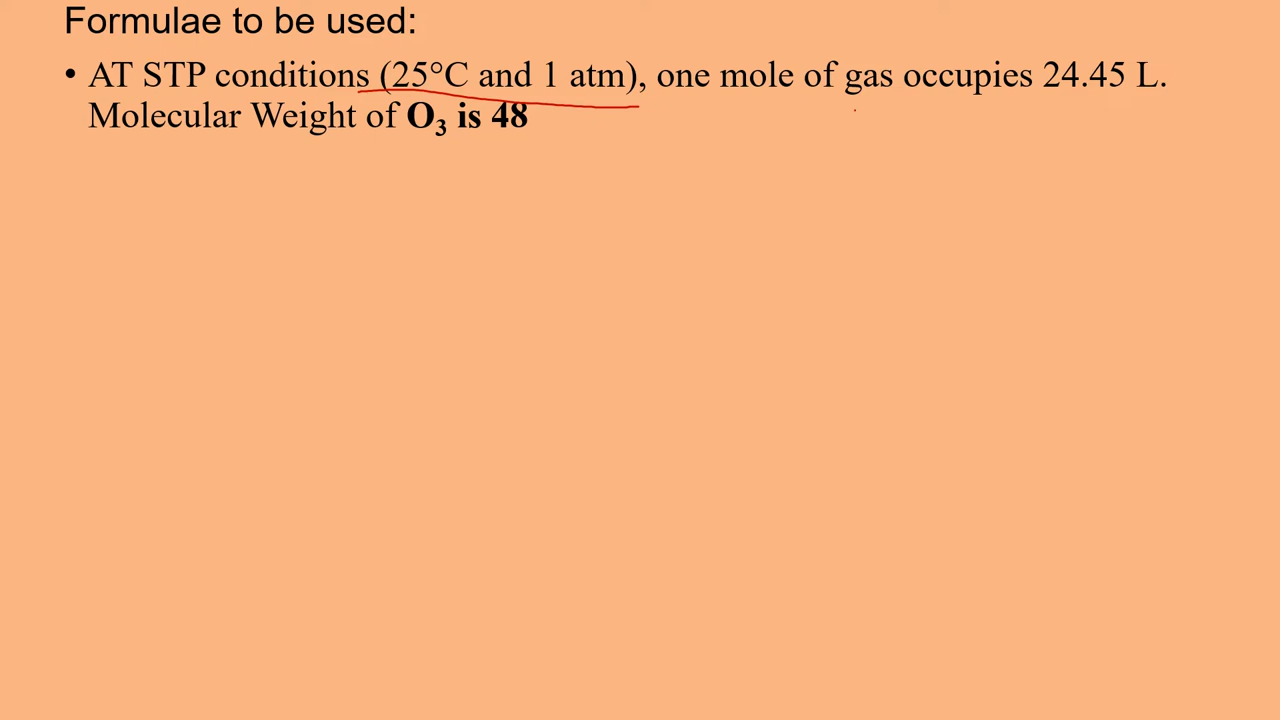 Formulae to be used:
• AT STP conditions (25°C and 1 atm), one mole of gas occupies 24.45 L.
Molecular Weight of O₃ is 48